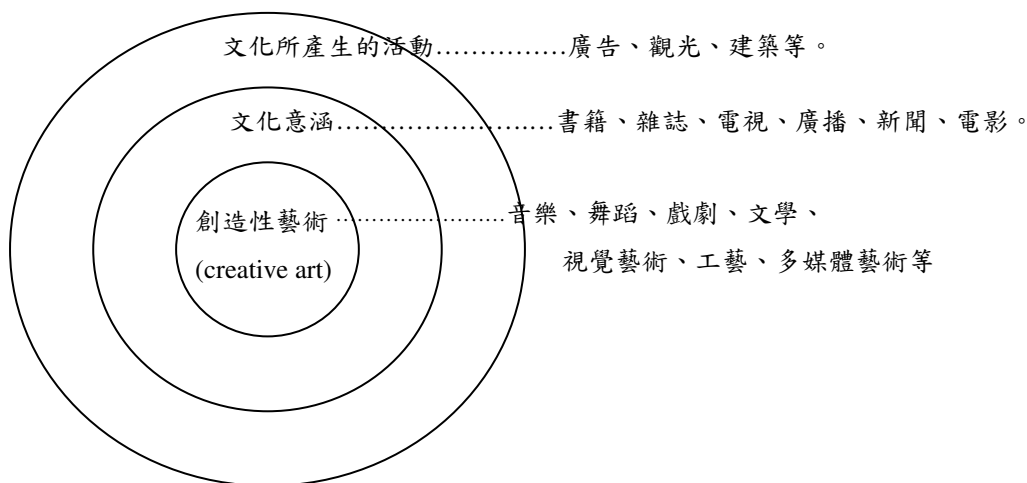 文化所產生的活動……………廣告、觀光、建築等。
文化意涵……………………書籍、雜誌、電視、廣播、新聞、電影。
創造性藝術……………………音樂、舞蹈、戲劇、文學、
(creative art)
視覺藝術、工藝、多媒體藝術等